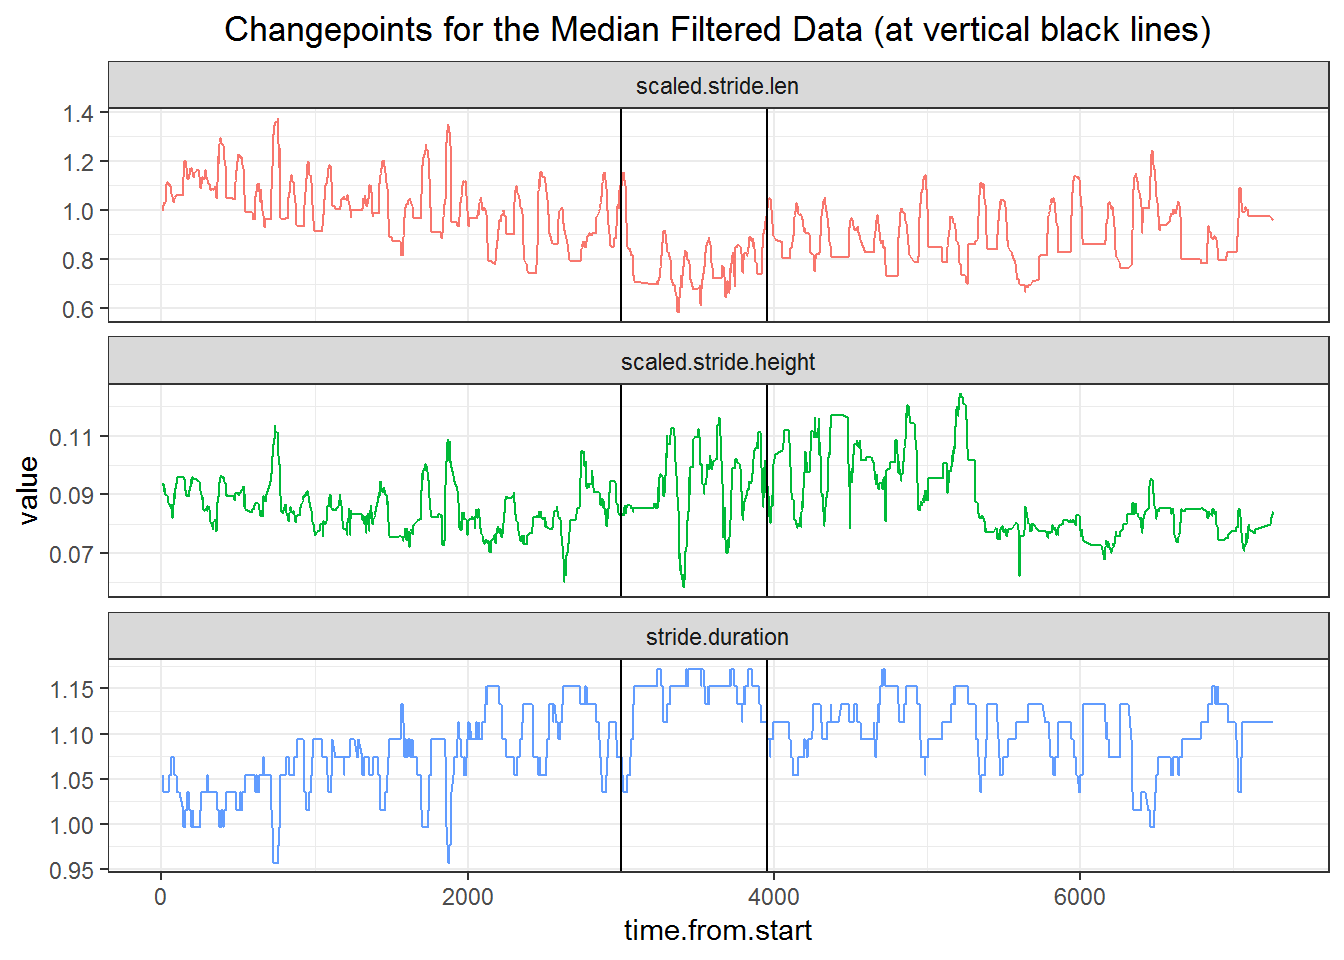 Changepoints for the Median Filtered Data (at vertical black lines)
scaled.stride.len
1.4
1.2
1.0
0.8
0.6
scaled.stride.height
0.11
0.09
0.07
value
stride.duration
1.15
1.10
1.05
1.00
0.95
0 2000 4000 6000
time.from.start